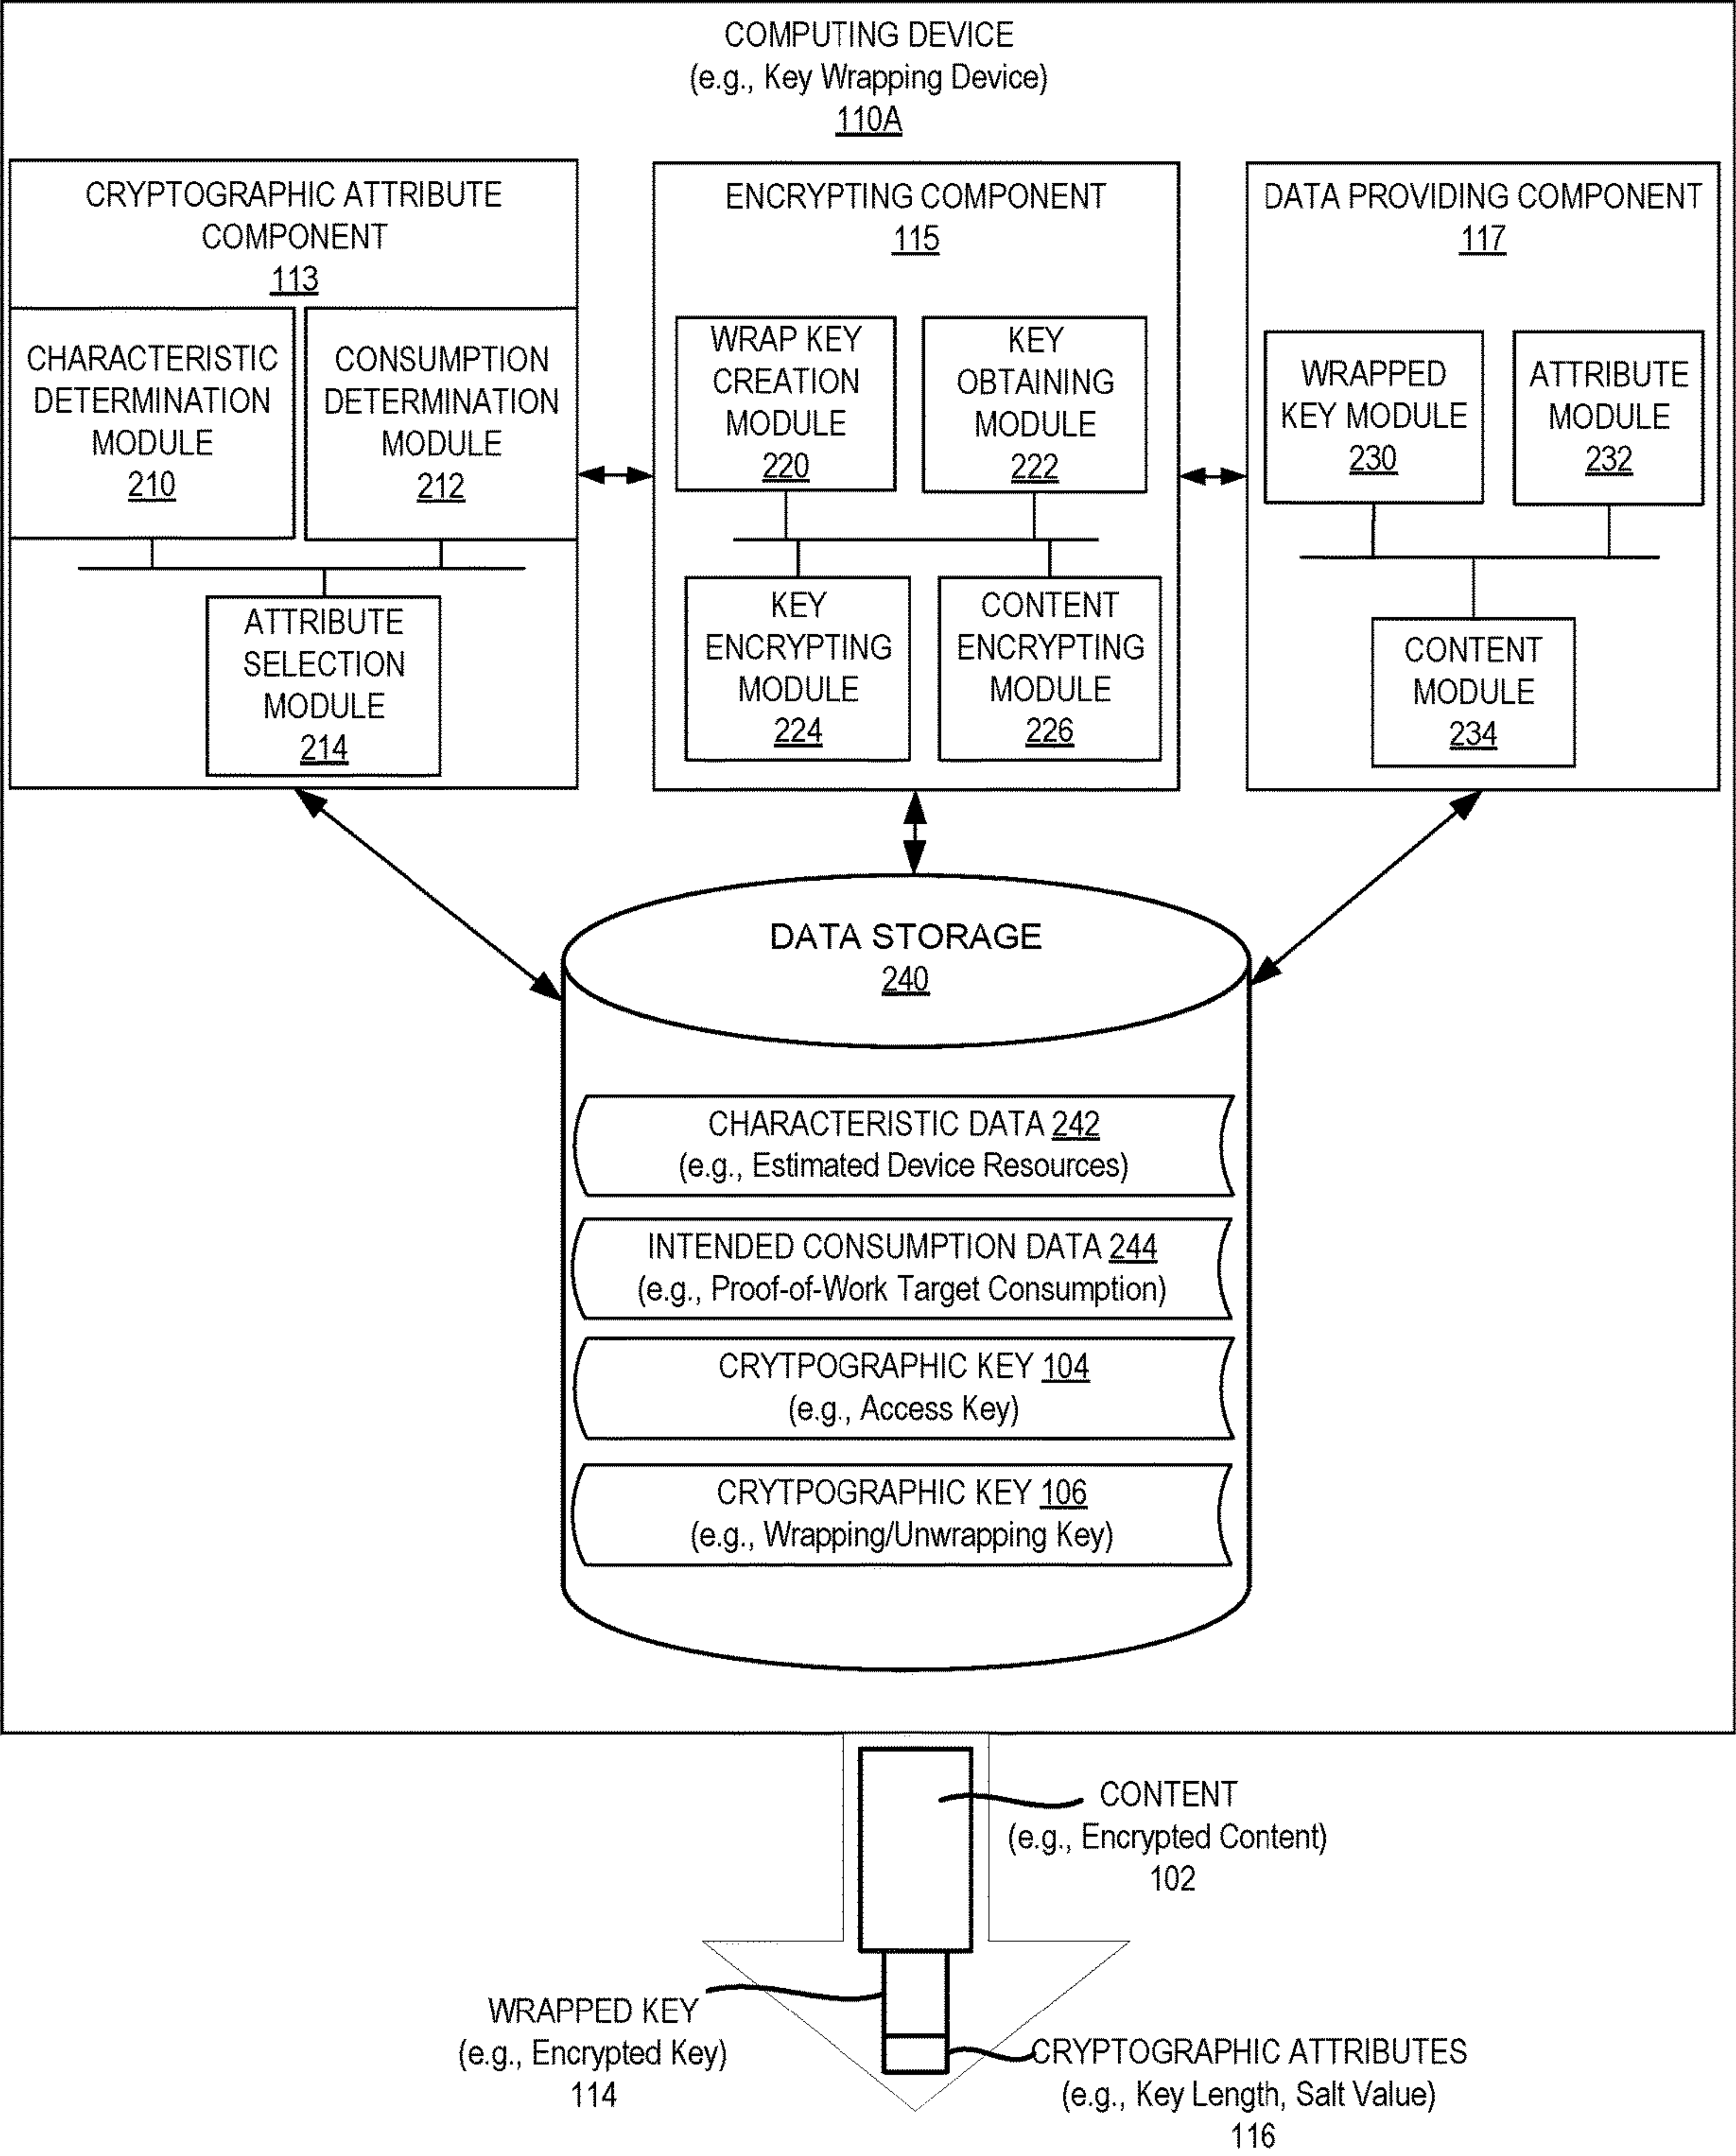 COMPUTING DEVICE
(e.g., Key Wrapping Device)
110A
CRYPTOGRAPHIC ATTRIBUTE
COMPONENT
113
CHARACTERISTIC
DETERMINATION
MODULE
210
CONSUMPTION
DETERMINATION
MODULE
212
ATTRIBUTE
SELECTION
MODULE
214
ENCRYPTING COMPONENT
115
WRAP KEY
CREATION
MODULE
220
KEY
OBTAINING
MODULE
222
KEY
ENCRYPTING
MODULE
224
CONTENT
ENCRYPTING
MODULE
226
DATA PROVIDING COMPONENT
117
WRAPPED
KEY MODULE
230
ATTRIBUTE
MODULE
232
CONTENT
MODULE
234
DATA STORAGE
240
CHARACTERISTIC DATA 242
(e.g., Estimated Device Resources)
INTENDED CONSUMPTION DATA 244
(e.g., Proof-of-Work Target Consumption)
CRYTPOGRAPHIC KEY 104
(e.g., Access Key)
CRYTPOGRAPHIC KEY 106
(e.g., Wrapping/Unwrapping Key)
CONTENT
(e.g., Encrypted Content)
102
WRAPPED KEY
(e.g., Encrypted Key)
114
CRYPTOGRAPHIC ATTRIBUTES
(e.g., Key Length, Salt Value)
116